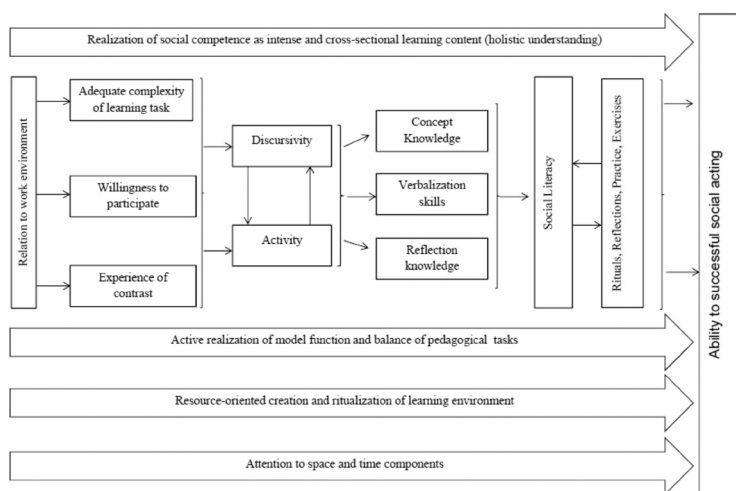 Realization of social competence as intense and cross-sectional learning content (holistic understanding)
Relation to work environment
Adequate complexity
of learning task
Willingness to
participate
Experience of
contrast
Discursivity
Activity
Concept
Knowledge
Verbalization
skills
Reflection
knowledge
Social Literacy
Rituals, Reflections, Practice, Exercises
Ability to successful social acting
Active realization of model function and balance of pedagogical tasks
Resource-oriented creation and ritualization of learning environment
Attention to space and time components